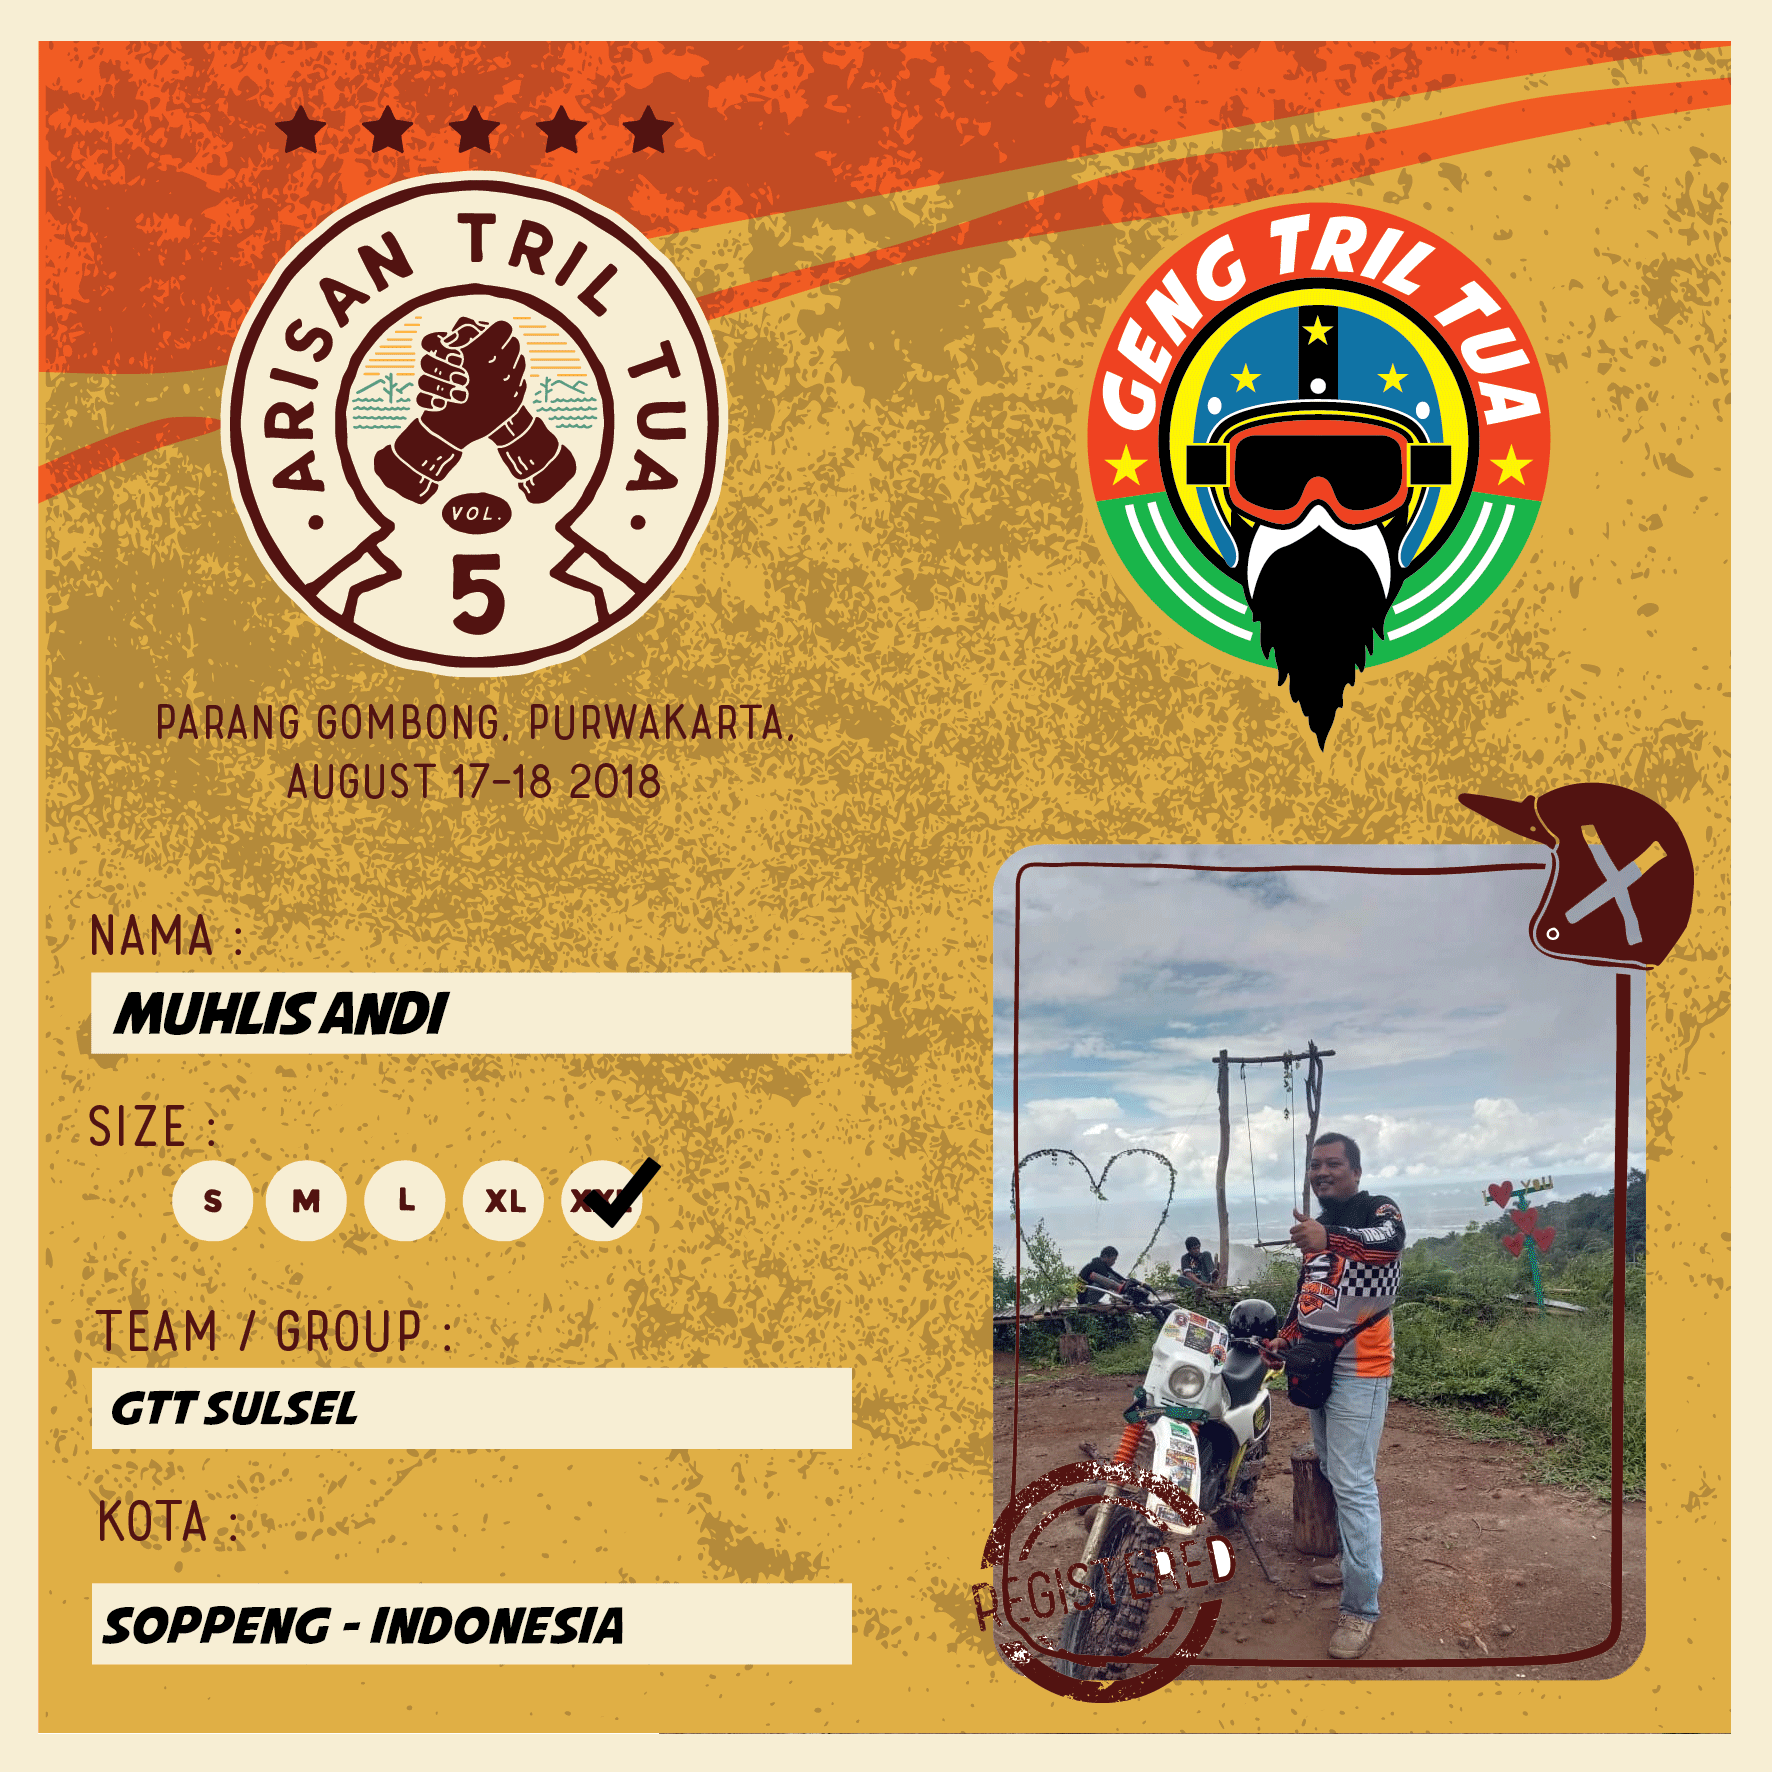 ARISAN TRIL TUA
VOL.
5
GENG TRIL TUA
PARANG GOMBONG, PURWAKARTA,
AUGUST 17-18 2018
NAMA :
MUHLIS ANDI
SIZE :
S M L XL XXL
TEAM / GROUP :
GTT SULSEL
KOTA :
SOPPENG - INDONESIA
YOU
REGISTERED